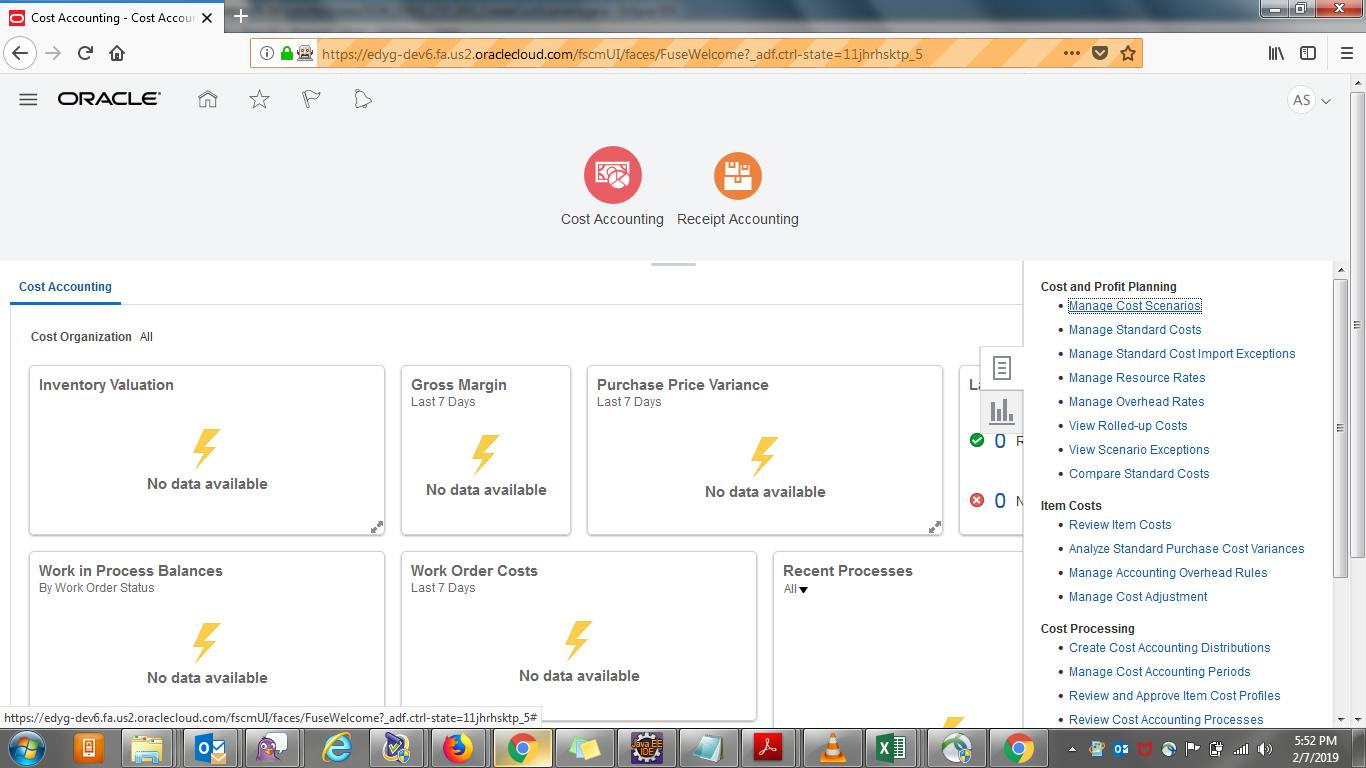 Cost Accounting - Cost Accour
https://edyg-dev6.fa.us2.oraclecloud.com/fscmUI/faces/FuseWelcome?_adf.ctrl-state=11jhrhsktp_5
ORACLE
AS
Cost Accounting
Receipt Accounting
Cost Accounting
Cost Organization All
Inventory Valuation
No data available
Gross Margin
Last 7 Days
No data available
Purchase Price Variance
Last 7 Days
No data available
La
0 R
0 N
Work in Process Balances
By Work Order Status
No data available
Work Order Costs
Last 7 Days
No data available
Recent Processes
All
Cost and Profit Planning
Manage Cost Scenarios
Manage Standard Costs
Manage Standard Cost Import Exceptions
Manage Resource Rates
Manage Overhead Rates
View Rolled-up Costs
View Scenario Exceptions
Compare Standard Costs
Item Costs
Review Item Costs
Analyze Standard Purchase Cost Variances
Manage Accounting Overhead Rules
Manage Cost Adjustment
Cost Processing
Create Cost Accounting Distributions
Manage Cost Accounting Periods
Review and Approve Item Cost Profiles
Review Cost Accounting Processes
https://edyg-dev6.fa.us2.oraclecloud.com/fscmUI/faces/FuseWelcome?_adf.ctrl-state=11jhrhsktp_5#
Java EE
IDE
5:52 PM
2/7/2019